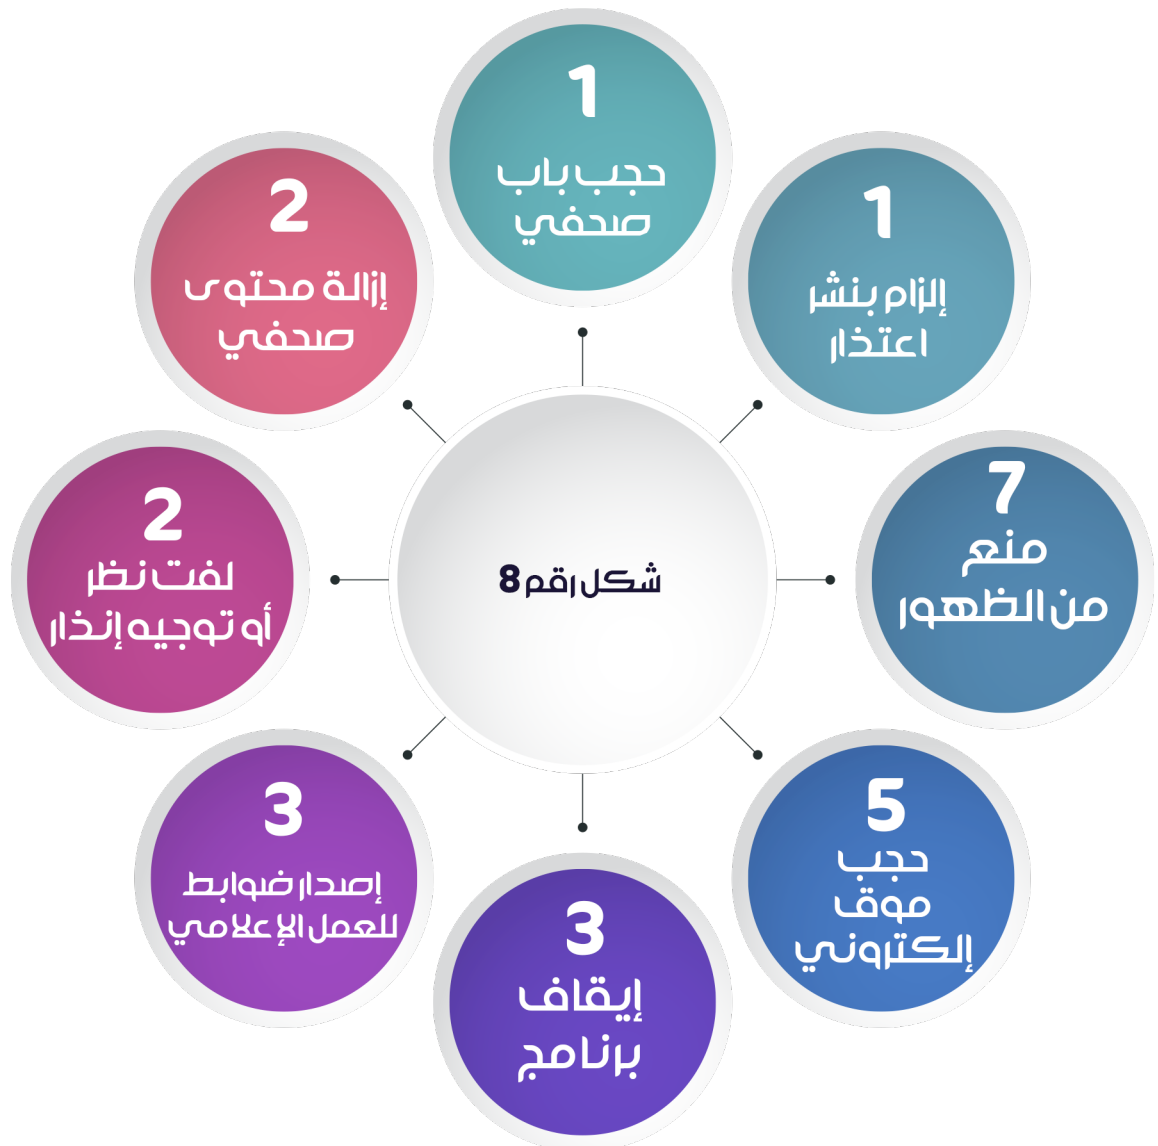 1
حجب باب
صحفي
1
إلزام بنشر
اعتذار
7
منع
من الظهور
5
حجب
موقف
إلكتروني
3
إيقاف
برنامج
3
إصدار ضوابط
للعمل الإعلامي
2
لفت نظر
أو توجيه إنذار
2
إزالة محتوى
صحفي
شكل رقم 8